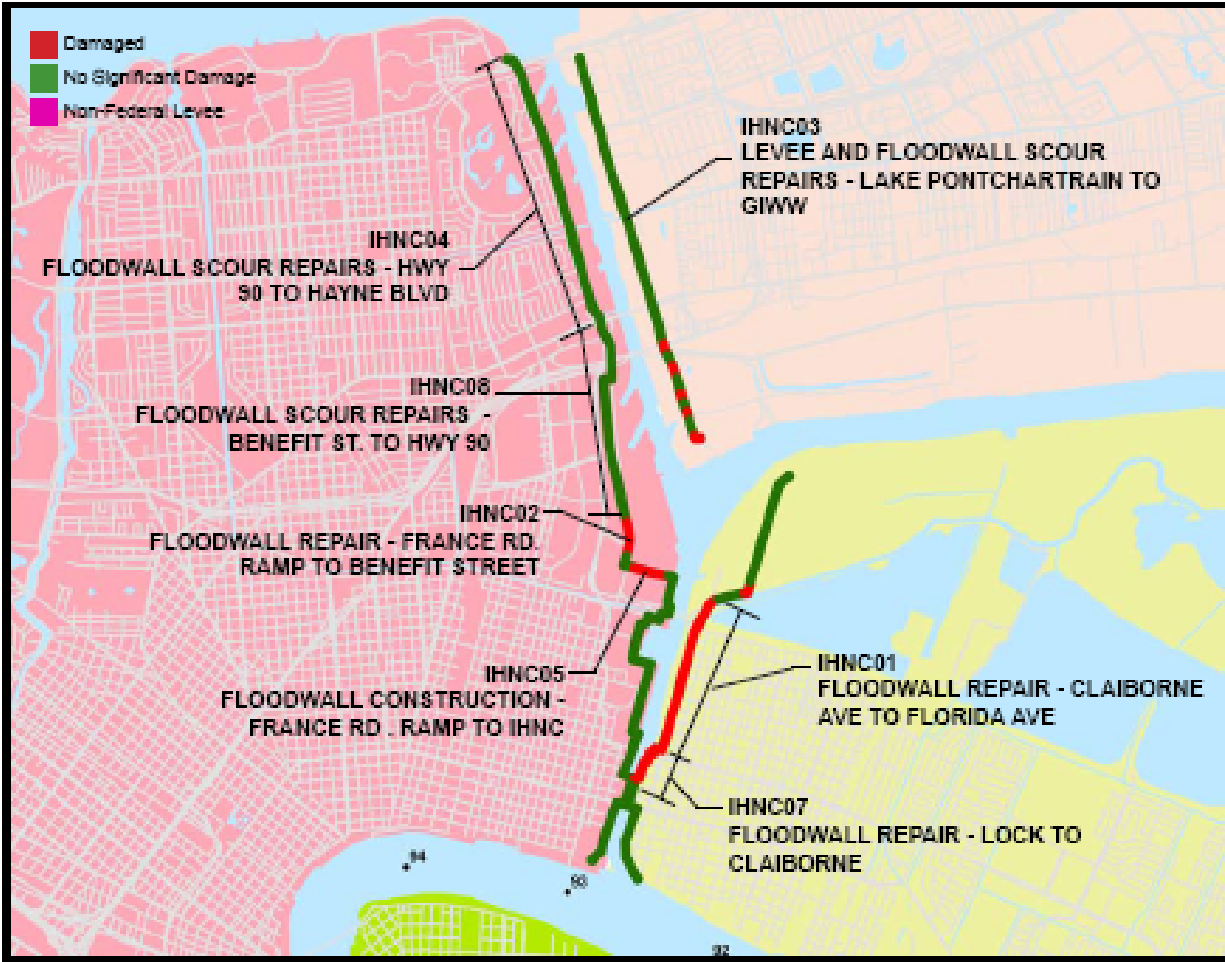 Damaged
No Significant Damage
Non-Federal Levee
IHNC03
LEVEE AND FLOODWALL SCOUR
REPAIRS - LAKE PONTCHARTRAIN TO
GIWW
IHNC04
FLOODWALL SCOUR REPAIRS - HWY
90 TO HAYNE BLVD
IHNC08
FLOODWALL SCOUR REPAIRS -
BENEFIT ST. TO HWY 90
IHNC02
FLOODWALL REPAIR - FRANCE RD.
RAMP TO BENEFIT STREET
IHNC05
FLOODWALL CONSTRUCTION -
FRANCE RD . RAMP TO IHNC
IHNC01
FLOODWALL REPAIR - CLAIBORNE
AVE TO FLORIDA AVE
IHNC07
FLOODWALL REPAIR - LOCK TO
CLAIBORNE
94
93
92